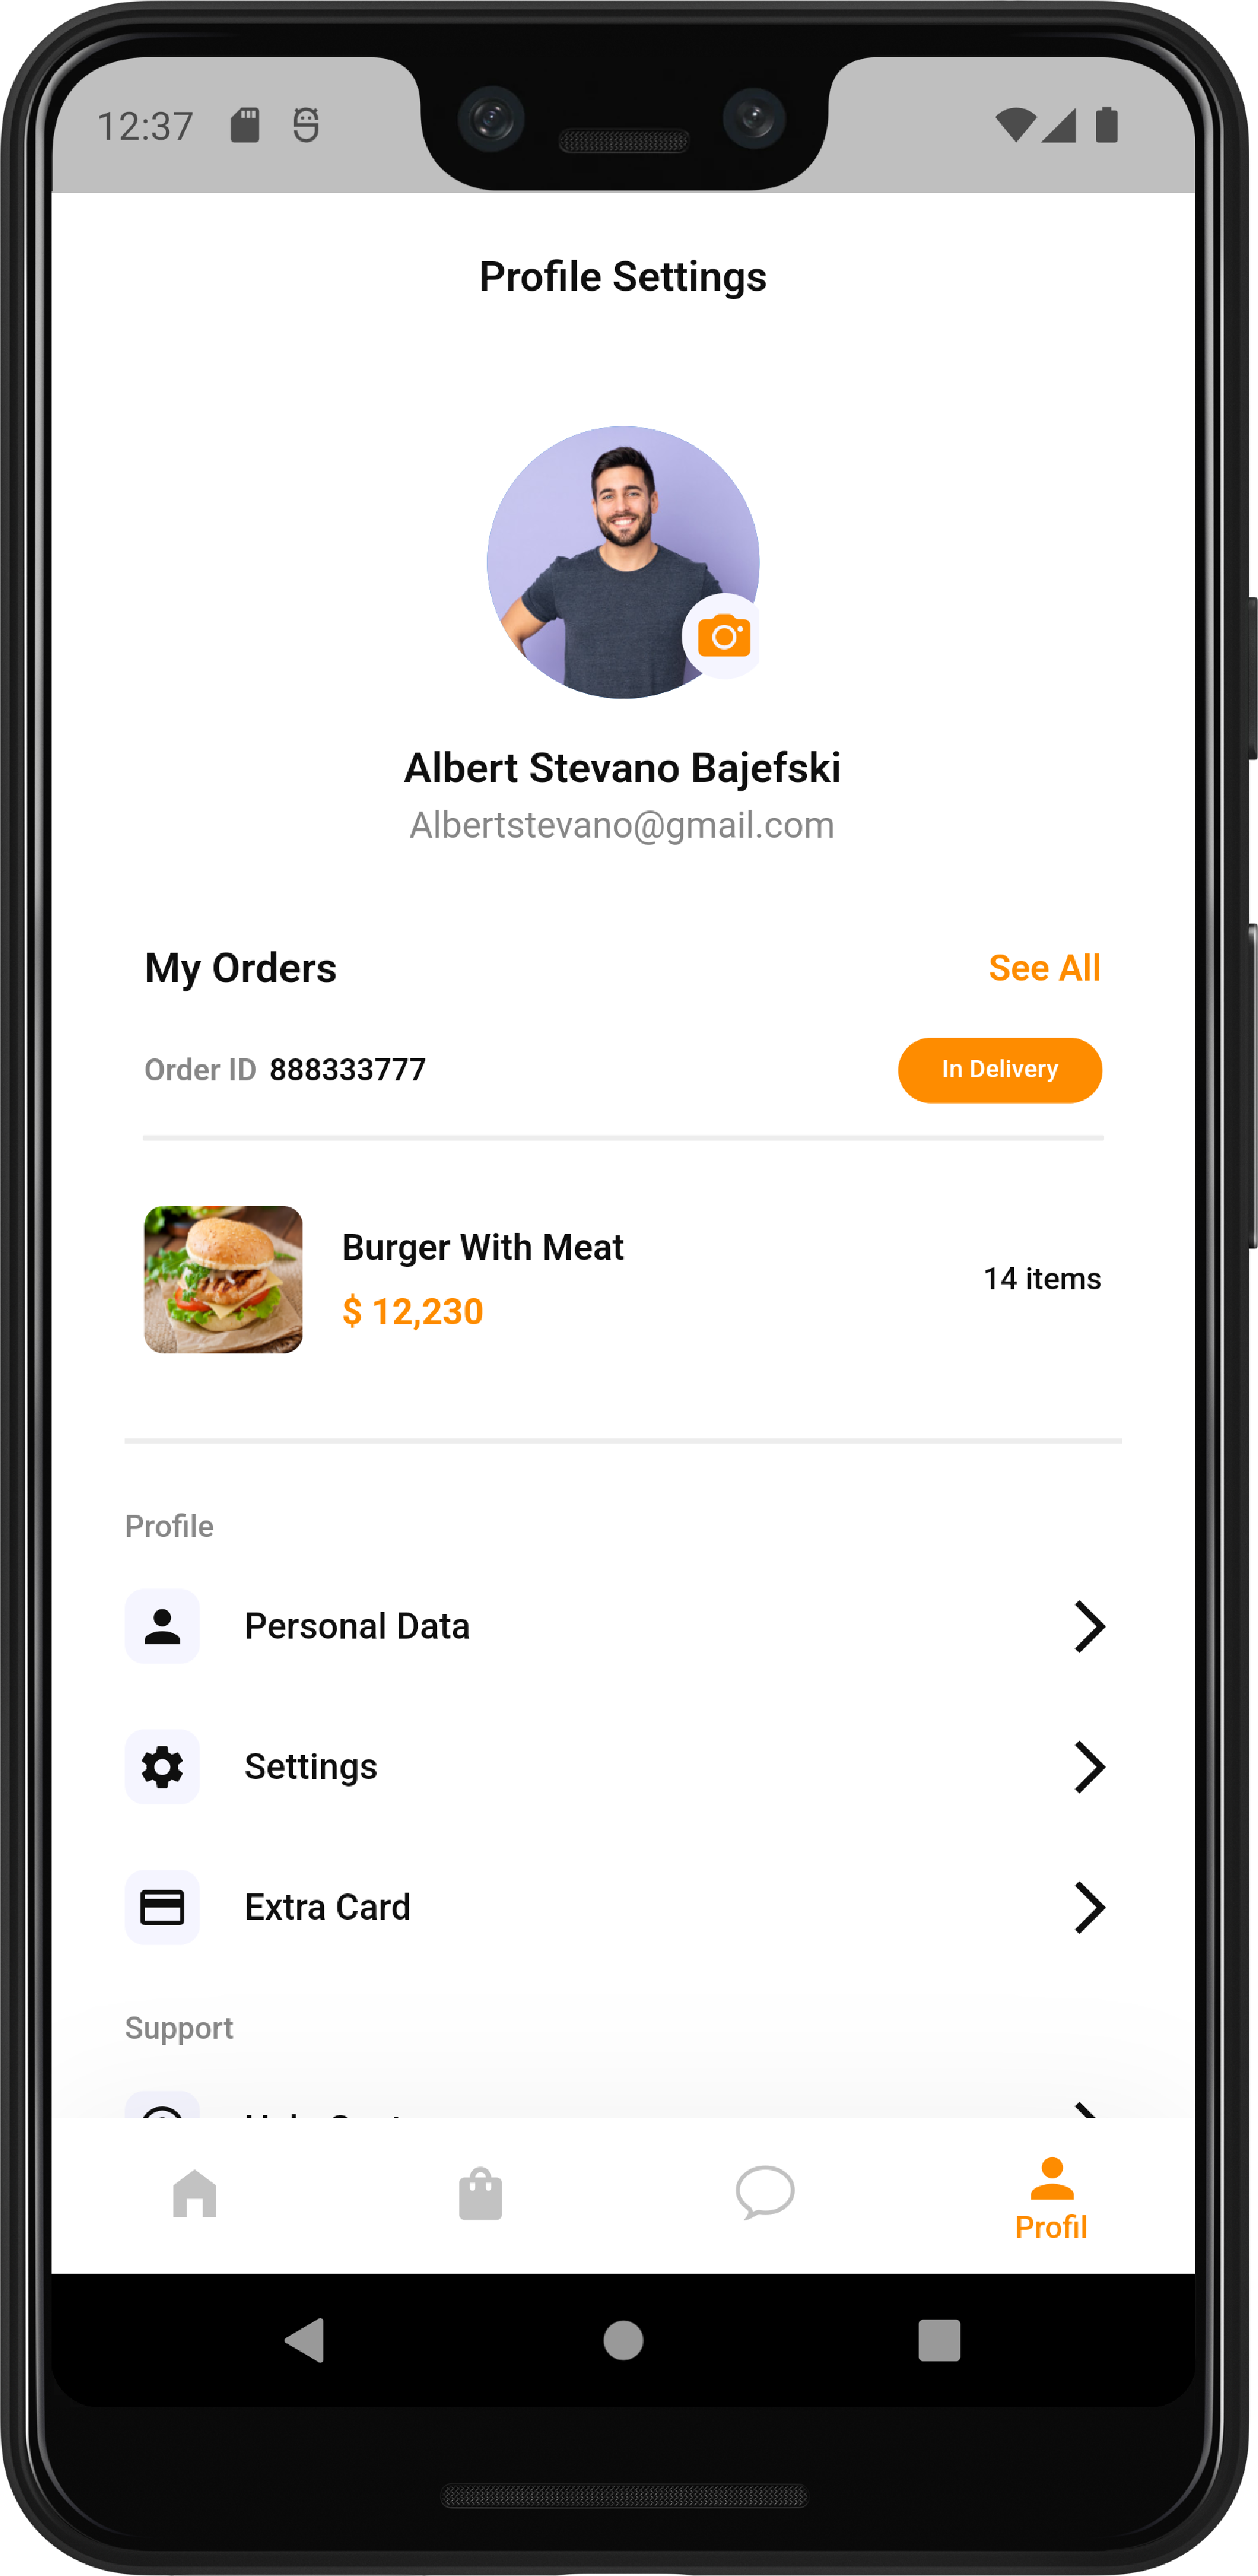 12:37
Profile Settings
Albert Stevano Bajefski
Albertstevano@gmail.com
My Orders
See All
Order ID 888333777
In Delivery
Burger With Meat
$ 12,230
14 items
Profile
Personal Data
Settings
Extra Card
Support
Profil